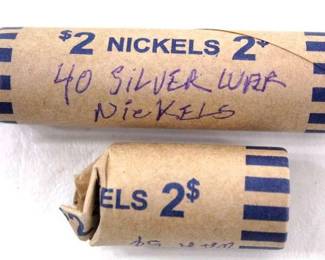 $2 NICKELS 2$
40 SILVER WAR
NICKELS
ELS 2$